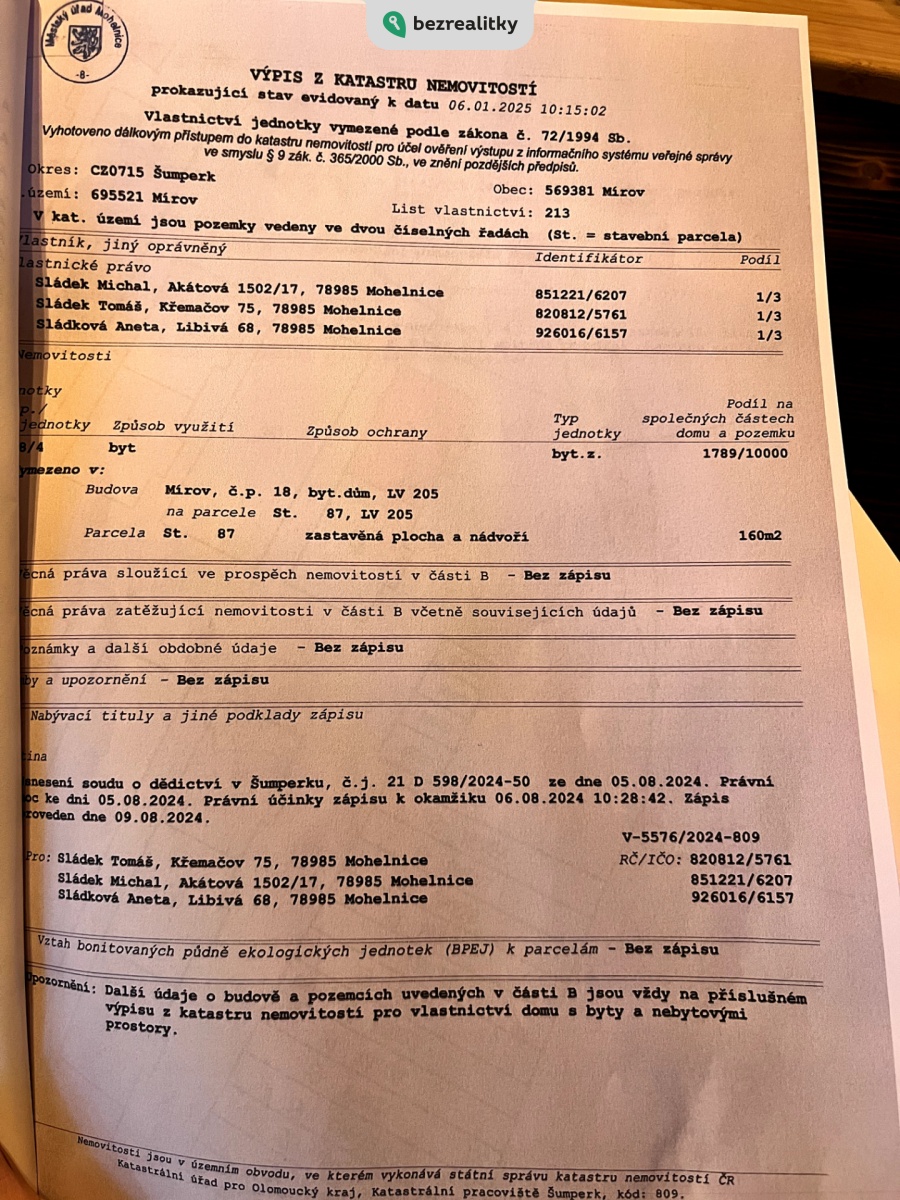 bezrealitky
Městský úřad Mohelnice
-8-
VÝPIS Z KATASTRU NEMOVITOSTÍ
prokazující stav evidovaný k datu 06.01.2025 10:15:02
Vlastnictví jednotky vymezené podle zákona č. 72/1994 Sb.
Vyhotoveno dálkovým přístupem do katastru nemovitostí pro účel ověření výstupu z informačního systému veřejné správy
ve smyslu § 9 zák. č. 365/2000 Sb., ve znění pozdějších předpisů.
Okres: CZ0715 Šumperk Obec: 569381 Mírov
.území: 695521 Mírov List vlastnictví: 213
V kat. území jsou pozemky vedeny ve dvou číselných řadách (St. = stavební parcela)
lastník, jiný oprávněný Identifikátor Podíl
lastnické právo
Sládek Michal, Akátová 1502/17, 78985 Mohelnice 851221/6207 1/3
Sládek Tomáš, Křemačov 75, 78985 Mohelnice 820812/5761 1/3
Sládková Aneta, Libivá 68, 78985 Mohelnice 926016/6157 1/3
Nemovitosti
notky
p./ Podíl na
Typ společných částech
jednotky Způsob využití Způsob ochrany jednotky domu a pozemku
8/4 byt byt.z. 1789/10000
ymezeno v:
Budova Mírov, č.p. 18, byt.dům, LV 205
na parcele St. 87, LV 205
Parcela St. 87 zastavěná plocha a nádvoří 160m2
ěcná práva sloužící ve prospěch nemovitostí v části B - Bez zápisu
ěcná práva zatěžující nemovitosti v části B včetně souvisejících údajů - Bez zápisu
oznámky a další obdobné údaje - Bez zápisu
by a upozornění - Bez zápisu
Nabývací tituly a jiné podklady zápisu
ina
snesení soudu o dědictví v Šumperku, č.j. 21 D 598/2024-50 ze dne 05.08.2024. Právní
oc ke dni 05.08.2024. Právní účinky zápisu k okamžiku 06.08.2024 10:28:42. Zápis
roveden dne 09.08.2024.
V-5576/2024-809
Pro: Sládek Tomáš, Křemačov 75, 78985 Mohelnice RČ/IČO: 820812/5761
Sládek Michal, Akátová 1502/17, 78985 Mohelnice 851221/6207
Sládková Aneta, Libivá 68, 78985 Mohelnice 926016/6157
Vztah bonitovaných půdně ekologických jednotek (BPEJ) k parcelám - Bez zápisu
Upozornění: Další údaje o budově a pozemcích uvedených v části B jsou vždy na příslušném
výpisu z katastru nemovitostí pro vlastnictví domu s byty a nebytovými
prostory.
Nemovitosti jsou v územním obvodu, ve kterém vykonává státní správu katastru nemovitostí ČR
Katastrální úřad pro Olomoucký kraj, Katastrální pracoviště Šumperk, kód: 809.